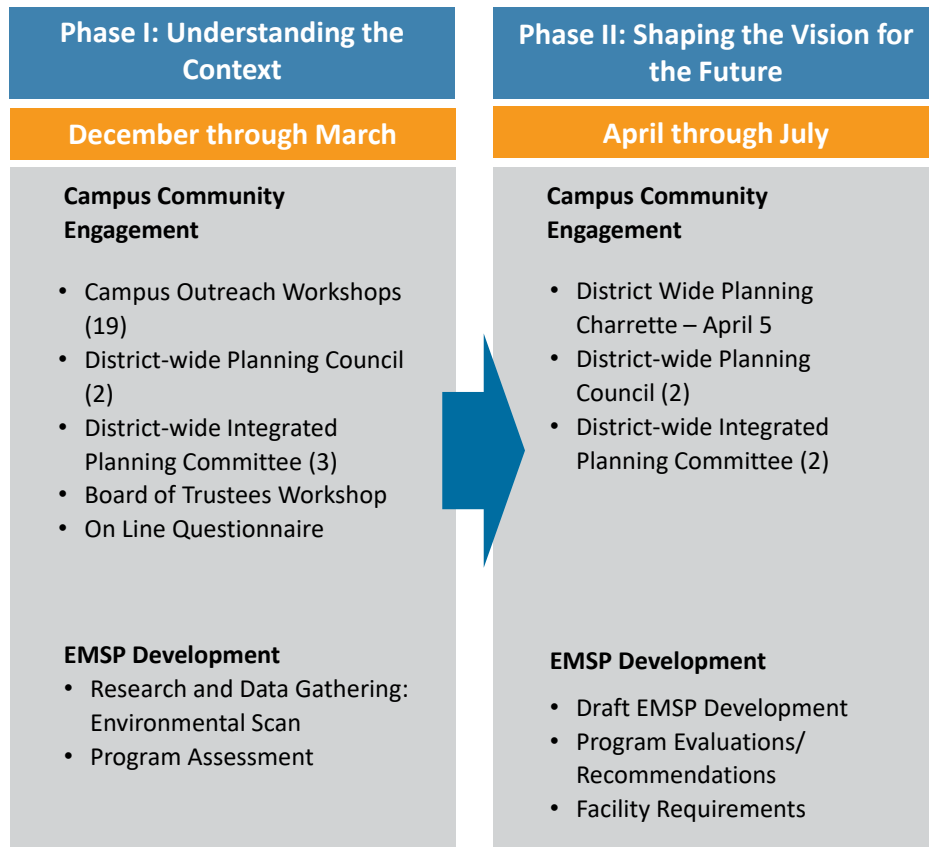 Phase I: Understanding the
Context
December through March
Campus Community
Engagement
• Campus Outreach Workshops
(19)
• District-wide Planning Council
(2)
• District-wide Integrated
Planning Committee (3)
• Board of Trustees Workshop
• On Line Questionnaire
EMSP Development
• Research and Data Gathering:
Environmental Scan
• Program Assessment
Phase II: Shaping the Vision for
the Future
April through July
Campus Community
Engagement
• District Wide Planning
Charrette – April 5
• District-wide Planning
Council (2)
• District-wide Integrated
Planning Committee (2)
EMSP Development
• Draft EMSP Development
• Program Evaluations/
Recommendations
• Facility Requirements